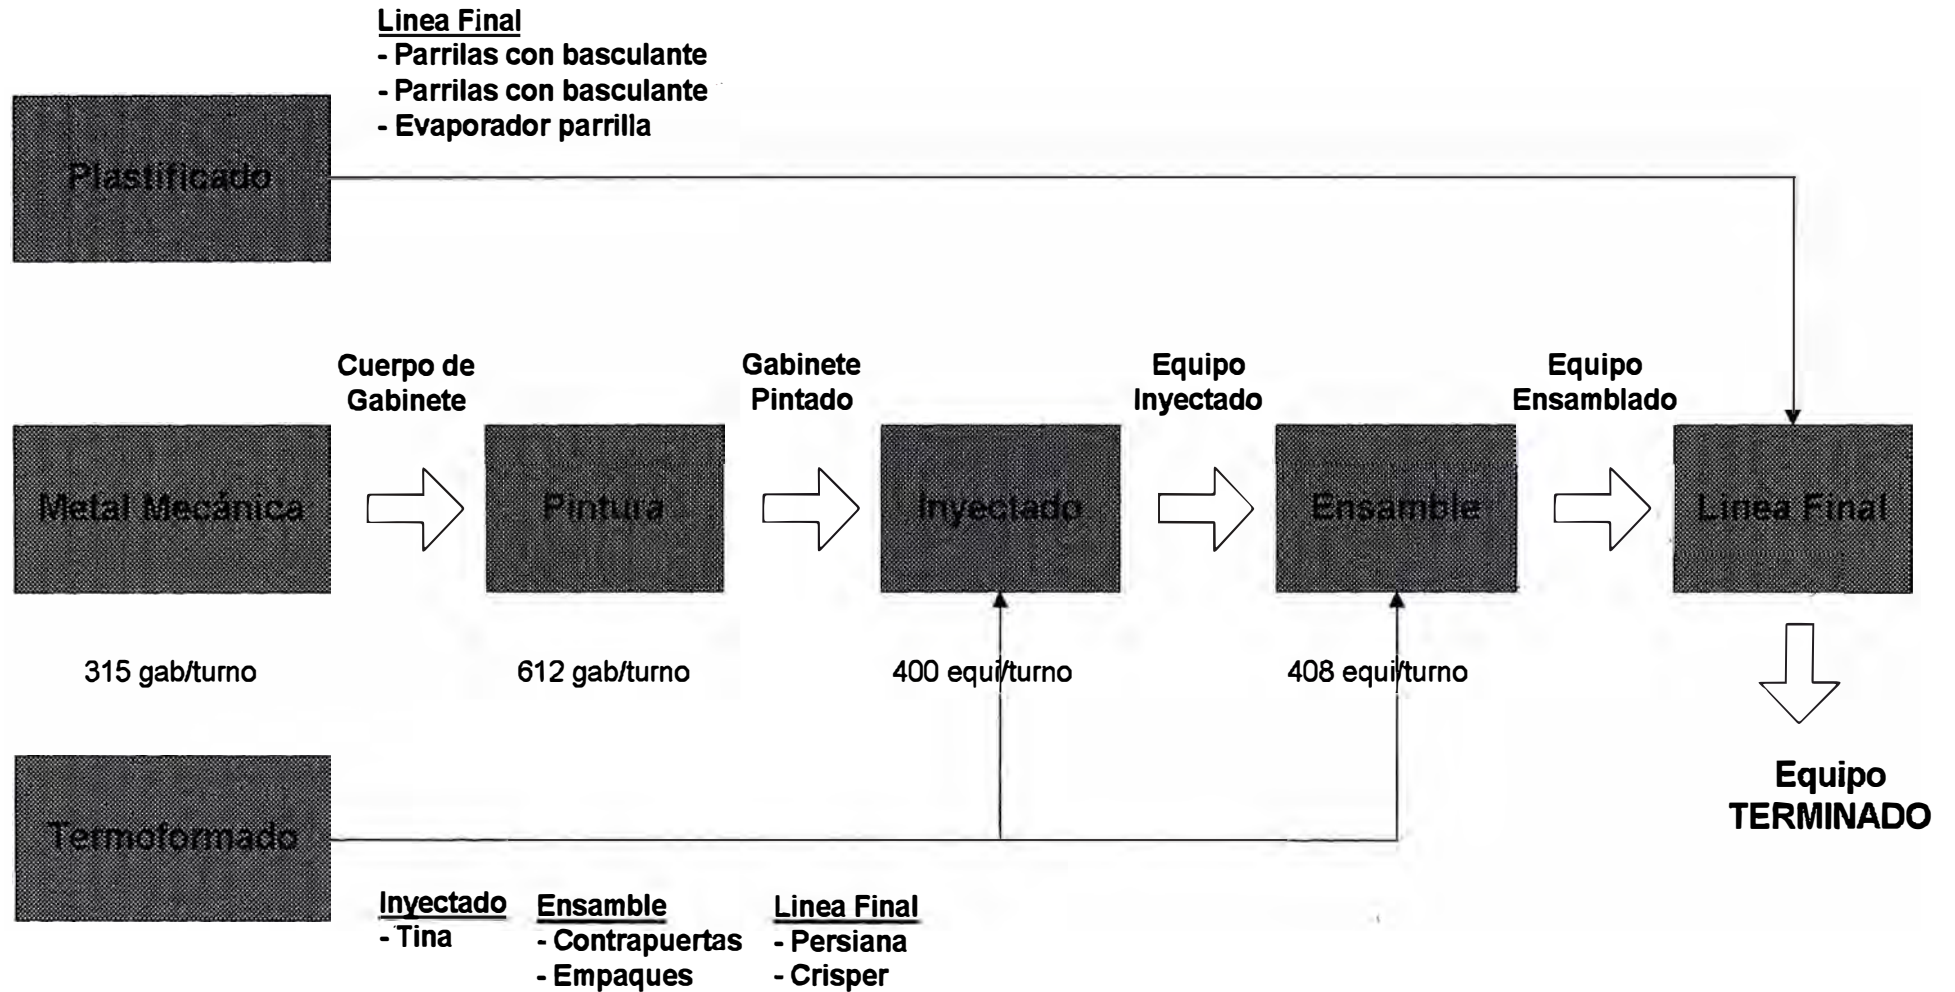 Linea Final
- Parrilas con basculante
- Parrilas con basculante
- Evaporador parrilla
Plastificado
Cuerpo de
Gabinete
Gabinete
Pintado
Equipo
Inyectado
Equipo
Ensamblado
Metal Mecánica
Pintura
Inyectado
Ensamble
Linea Final
315 gab/turno
612 gab/turno
400 equi/turno
408 equi/turno
Equipo
TERMINADO
Termoformado
Inyectado
- Tina
Ensamble
- Contrapuertas
- Empaques
Linea Final
- Persiana
- Crisper